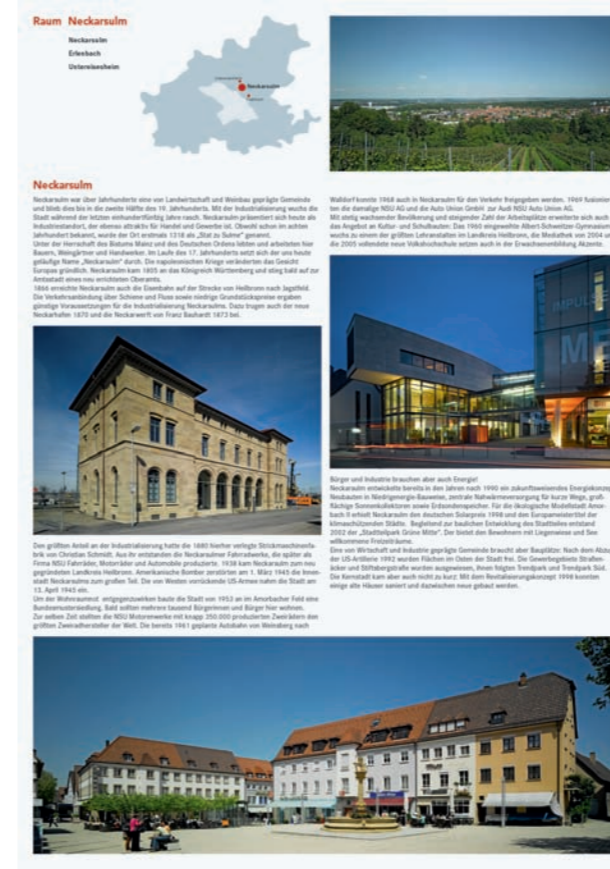 Raum Neckarsulm
Neckarsulm
Erlenbach
Untereisesheim
Neckarsulm
Neckarsulm
Neckarsulm war über Jahrhunderte eine von Landwirtschaft und Weinbau geprägte Gemeinde
und blieb dies bis in die zweite Hälfte des 19. Jahrhunderts. Mit der Industrialisierung wuchs die
Stadt während der letzten einhundertfünfzig Jahre rasch. Neckarsulm präsentiert sich heute als
Industriestandort, der ebenso attraktiv für Handel und Gewerbe ist. Obwohl schon im achten
Jahrhundert bekannt, wurde der Ort erstmals 1318 als „Stat zu Sulme" genannt.
Unter der Herrschaft des Bistums Mainz und des Deutschen Ordens lebten und arbeiteten hier
Bauern, Weingärtner und Handwerker. Im Laufe des 17. Jahrhunderts setzt sich der uns heute
geläufige Name „Neckarsulm" durch. Die napoleonischen Kriege veränderten das Gesicht
Europas gründlich. Neckarsulm kam 1805 an das Königreich Württemberg und stieg bald auf zur
Amtsstadt eines neu errichteten Oberamts.
1866 erreichte Neckarsulm auch die Eisenbahn auf der Strecke von Heilbronn nach Jagstfeld.
Die Verkehrsanbindung über Schiene und Fluss sowie niedrige Grundstückspreise ergaben
günstige Voraussetzungen für die Industrialisierung Neckarsulms. Dazu trugen auch der neue
Neckarhafen 1870 und die Neckarwerft von Franz Bauhardt 1873 bei.
Den größten Anteil an der Industrialisierung hatte die 1880 hierher verlegte Strickmaschinenfa-
brik von Christian Schmidt. Aus ihr entstanden die Neckarsulmer Fahrradwerke, die später als
Firma NSU Fahrräder, Motorräder und Automobile produzierte. 1938 kam Neckarsulm zum neu
gegründeten Landkreis Heilbronn. Amerikanische Bomber zerstörten am 1. März 1945 die Innen-
stadt Neckarsulms zum großen Teil. Die von Westen vorrückende US-Armee nahm die Stadt am
13. April 1945 ein.
Um der Wohnraumnot entgegenzuwirken baute die Stadt von 1953 an im Amorbacher Feld eine
Bundesmustersiedlung. Bald sollten mehrere tausend Bürgerinnen und Bürger hier wohnen.
Zur selben Zeit stellten die NSU Motorenwerke mit knapp 350.000 produzierten Zweirädern den
größten Zweiradhersteller der Welt. Die bereits 1961 geplante Autobahn von Weinsberg nach
Walldorf konnte 1968 auch in Neckarsulm für den Verkehr freigegeben werden. 1969 fusionier
ten die damalige NSU AG und die Auto Union GmbH zur Audi NSU Auto Union AG.
Mit stetig wachsender Bevölkerung und steigender Zahl der Arbeitsplätze erweiterte sich auch
das Angebot an Kultur- und Schulbauten: Das 1960 eingeweihte Albert-Schweitzer-Gymnasium
wuchs zu einem der größten Lehranstalten im Landkreis Heilbronn, die Mediathek von 2004 un
die 2005 vollendete neue Volkshochschule setzen auch in der Erwachsenenbildung Akzente.
IMPULSE
ME
Bürger und Industrie brauchen aber auch Energie!
Neckarsulm entwickelte bereits in den Jahren nach 1990 ein zukunftsweisendes Energiekonzep
Neubauten in Niedrigenergie-Bauweise, zentrale Nahwärmeversorgung für kurze Wege, groß-
flächige Sonnenkollektoren sowie Erdsondenspeicher. Für die ökologische Modellstadt Amor-
bach II erhielt Neckarsulm den deutschen Solarpreis 1998 und den Europameistertitel der
klimaschützenden Städte. Begleitend zur baulichen Entwicklung des Stadtteiles entstand
2002 der „Stadtteilpark Grüne Mitte". Der bietet den Bewohnern mit Liegenwiese und See
willkommene Freizeiträume.
Eine von Wirtschaft und Industrie geprägte Gemeinde braucht aber Bauplätze: Nach dem Abzu
der US-Artillerie 1992 wurden Flächen im Osten der Stadt frei. Die Gewerbegebiete Straßen-
äcker und Stiftsbergstraße wurden ausgewiesen, ihnen folgten Trendpark und Trendpark Süd.
Die Kernstadt kam aber auch nicht zu kurz: Mit dem Revitalisierungskonzept 1998 konnten
einige alte Häuser saniert und dazwischen neue gebaut werden.